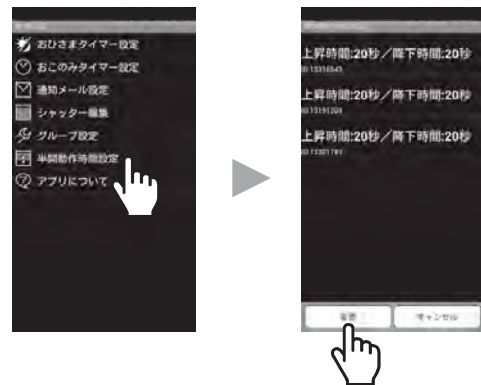 おひさまタイマー設定
おこのみタイマー設定
通知メール設定
シャッター編集
グループ設定
半開動作時間設定
アプリについて
上昇時間:20秒／降下時間:20秒
上昇時間:20秒／降下時間:20秒
上昇時間:20秒／降下時間:20秒
変更
キャンセル